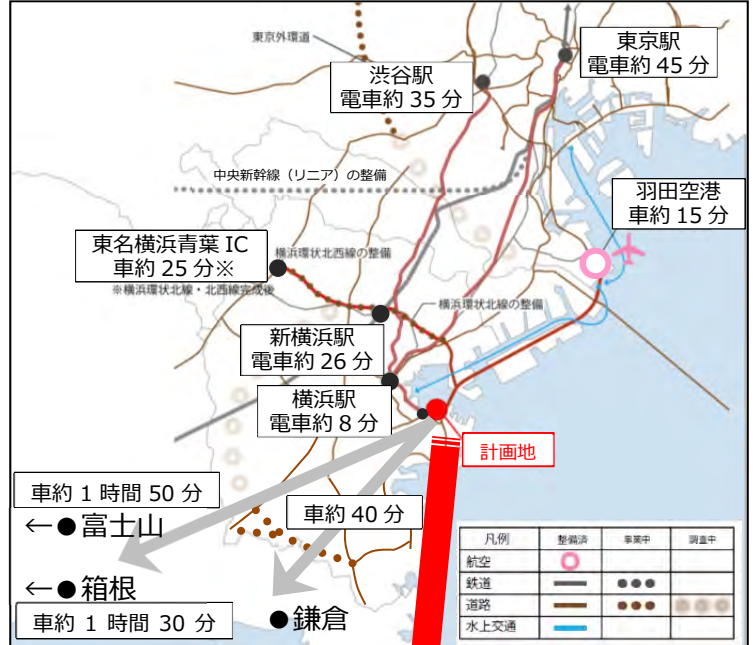 東京外環道
東京駅
電車約 45 分
渋谷駅
電車約 35 分
中央新幹線（リニア）の整備
羽田空港
車約 15 分
東名横浜青葉 IC
車約 25 分※
横浜環状北西線の整備
※横浜環状北線・北西線完成後
横浜環状北線の整備
新横浜駅
電車約 26 分
横浜駅
電車約 8 分
計画地
車約 1 時間 50 分
←●富士山
車約 40 分
←●箱根
車約 1 時間 30 分
●鎌倉
凡例 整備済 事業中 調査中
航空
鉄道
道路
水上交通